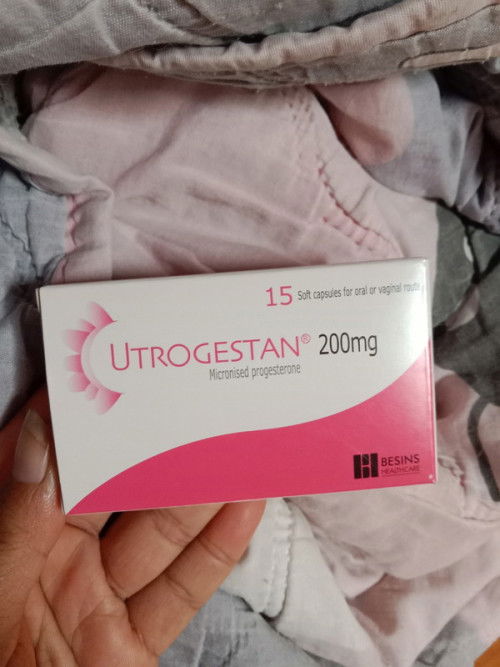 15 Soft capsules for oral or vaginal route
UTROGESTAN® 200mg
Micronised progesterone
BESINS
HEALTHCARE